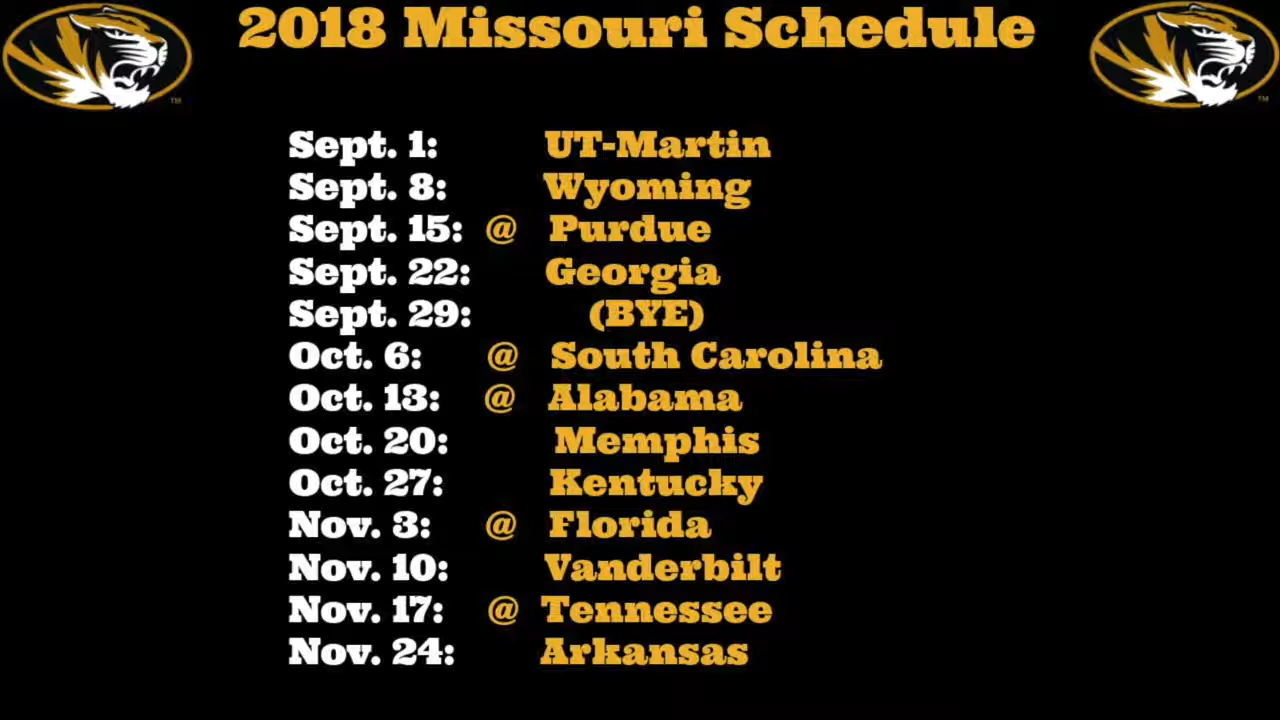 2018 Missouri Schedule
Sept. 1: UT-Martin
Sept. 8: Wyoming
Sept. 15: @ Purdue
Sept. 22: Georgia
Sept. 29: (BYE)
Oct. 6: @ South Carolina
Oct. 13: @ Alabama
Oct. 20: Memphis
Oct. 27: Kentucky
Nov. 3: @ Florida
Nov. 10: Vanderbilt
Nov. 17: @ Tennessee
Nov. 24: Arkansas
TM
TM